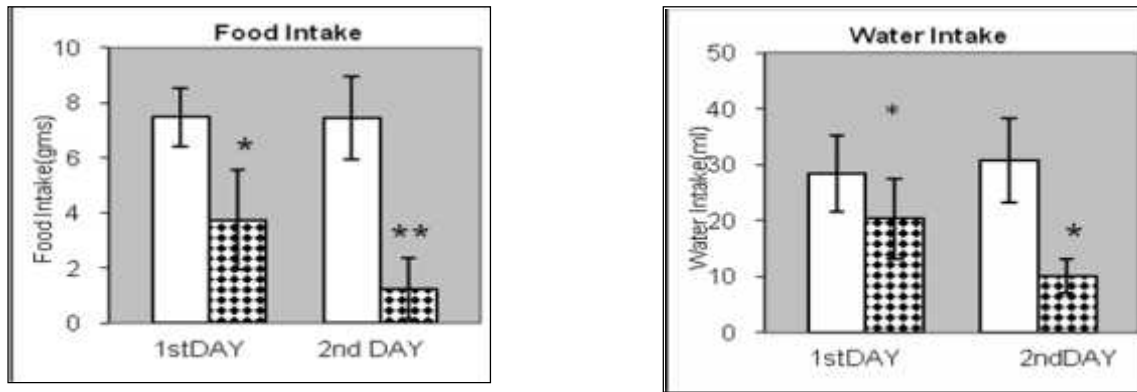 Food Intake
Food Intake(gms)
10
8
6
4
2
0
*
**
1stDAY
2nd DAY
Water Intake
Water Intake(ml)
50
40
30
20
10
0
*
*
1stDAY
2ndDAY